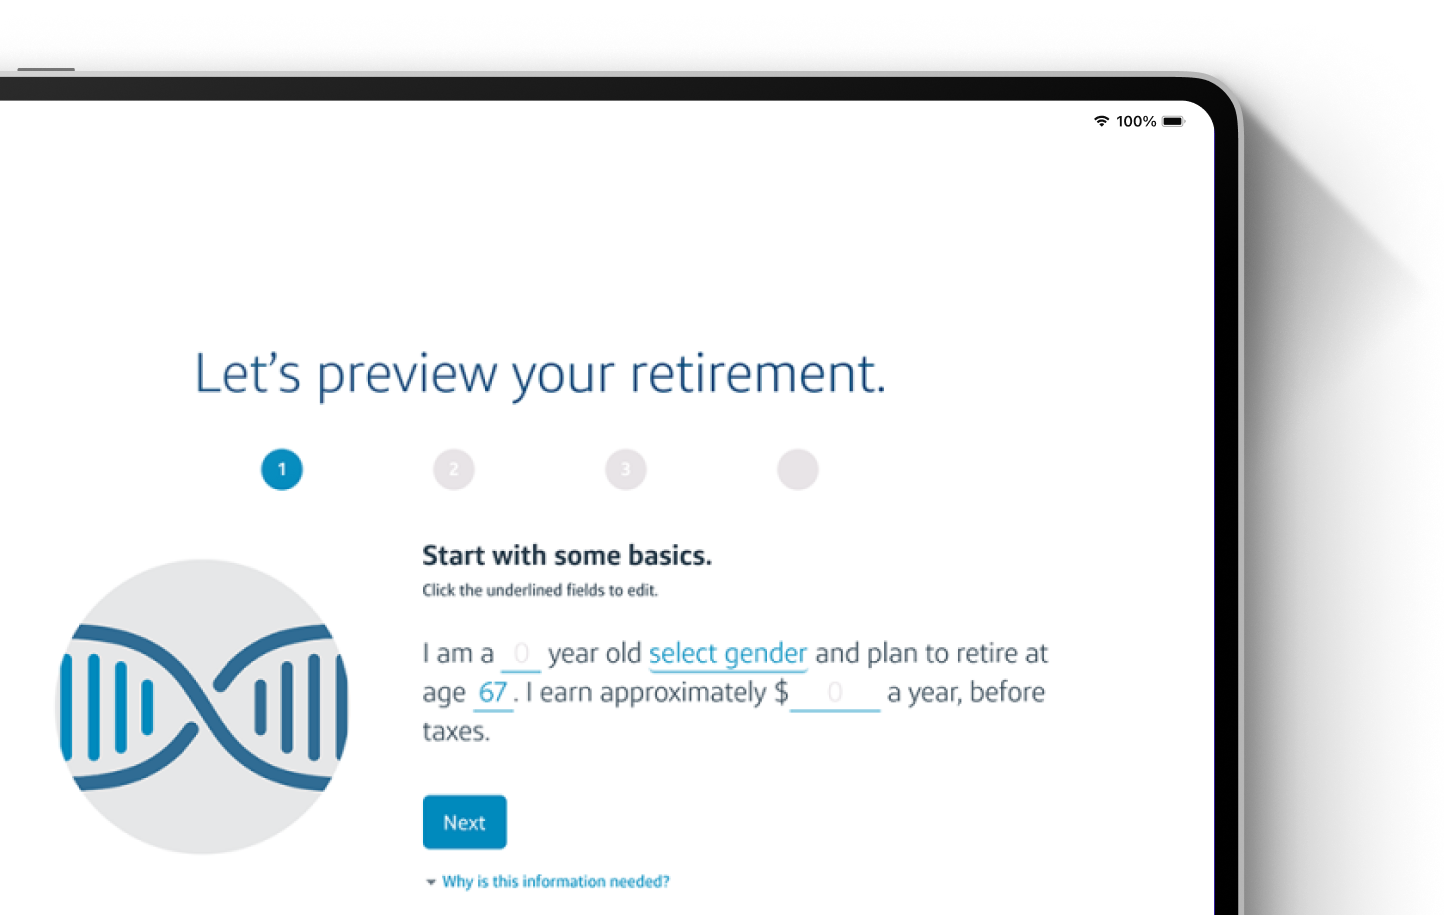 100%
Let’s preview your retirement.
1 2 3
Start with some basics.
Click the underlined fields to edit.
I am a 0 year old select gender and plan to retire at
age 67. I earn approximately $ 0 a year, before
taxes.
Next
Why is this information needed?